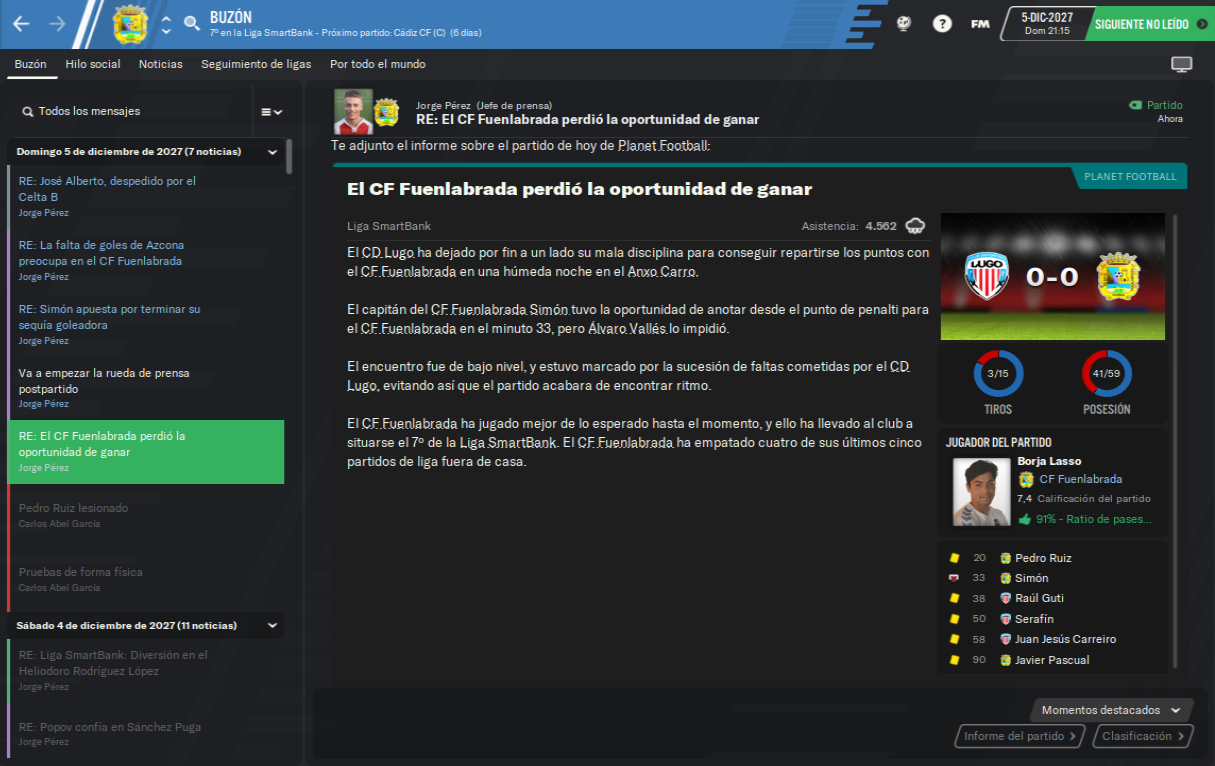 BUZÓN
7º en la Liga SmartBank - Próximo partido: Cádiz CF (C) (6 días)
FM
5-DIC-2027
Dom 21:15
SIGUIENTE NO LEÍDO
Buzón Hilo social Noticias Seguimiento de ligas Por todo el mundo
Todos los mensajes
Domingo 5 de diciembre de 2027 (7 noticias)
RE: José Alberto, despedido por el
Celta B
Jorge Pérez
RE: La falta de goles de Azcona
preocupa en el CF Fuenlabrada
Jorge Pérez
RE: Simón apuesta por terminar su
sequía goleadora
Jorge Pérez
Va a empezar la rueda de prensa
postpartido
Jorge Pérez
RE: El CF Fuenlabrada perdió la
oportunidad de ganar
Jorge Pérez
Pedro Ruiz lesionado
Carlos Abel García
Pruebas de forma física
Carlos Abel García
Sábado 4 de diciembre de 2027 (11 noticias)
RE: Liga SmartBank: Diversión en el
Heliodoro Rodríguez López
Jorge Pérez
RE: Popov confía en Sánchez Puga
Jorge Pérez
Jorge Pérez (Jefe de prensa)
RE: El CF Fuenlabrada perdió la oportunidad de ganar
Partido
Ahora
Te adjunto el informe sobre el partido de hoy de Planet Football:
PLANET FOOTBALL
El CF Fuenlabrada perdió la oportunidad de ganar
Liga SmartBank
Asistencia: 4.562
El CD Lugo ha dejado por fin a un lado su mala disciplina para conseguir repartirse los puntos con
el CF Fuenlabrada en una húmeda noche en el Anxo Carro.
El capitán del CF Fuenlabrada Simón tuvo la oportunidad de anotar desde el punto de penalti para
el CF Fuenlabrada en el minuto 33, pero Álvaro Vallés lo impidió.
El encuentro fue de bajo nivel, y estuvo marcado por la sucesión de faltas cometidas por el CD
Lugo, evitando así que el partido acabara de encontrar ritmo.
El CF Fuenlabrada ha jugado mejor de lo esperado hasta el momento, y ello ha llevado al club a
situarse el 7º de la Liga SmartBank. El CF Fuenlabrada ha empatado cuatro de sus últimos cinco
partidos de liga fuera de casa.
LUGO
0-0
3/15
41/59
TIROS
POSESIÓN
JUGADOR DEL PARTIDO
Borja Lasso
CF Fuenlabrada
7,4 Calificación del partido
91% - Ratio de pases...
20 Pedro Ruiz
33 Simón
38 Raúl Guti
50 Serafín
58 Juan Jesús Carreiro
90 Javier Pascual
Momentos destacados
Informe del partido
Clasificación